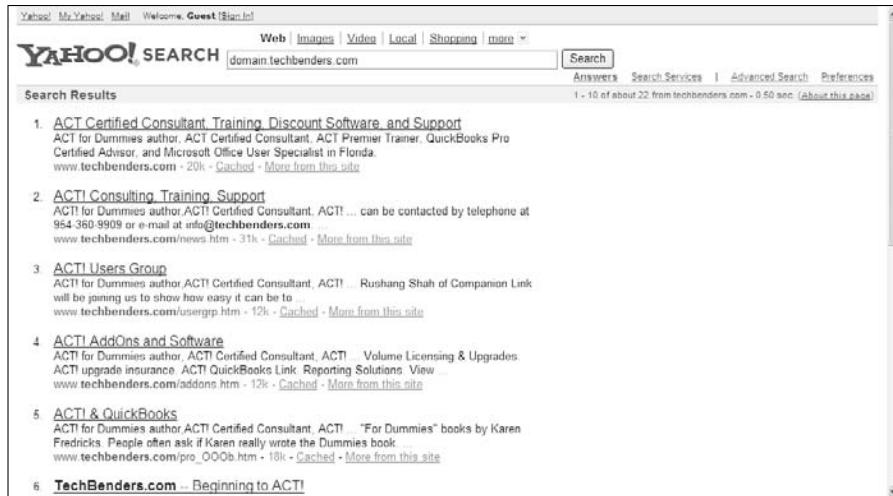 Yahoo! My Yahoo! Mail Welcome, Guest [Sign In]
Web | Images | Video | Local | Shopping | more
YAHOO! SEARCH domain:techbenders.com Search
Answers Search Services | Advanced Search Preferences
Search Results 1 - 10 of about 22 from techbenders.com - 0.50 sec. (About this page)
1. ACT Certified Consultant, Training, Discount Software, and Support
ACT for Dummies author, ACT Certified Consultant, ACT Premier Trainer, QuickBooks Pro
Certified Advisor, and Microsoft Office User Specialist in Florida.
www.techbenders.com - 20k - Cached - More from this site
2. ACT! Consulting, Training, Support
ACT! for Dummies author,ACT! Certified Consultant, ACT! ... can be contacted by telephone at
954-360-9909 or e-mail at info@techbenders.com. ...
www.techbenders.com/news.htm - 31k - Cached - More from this site
3. ACT! Users Group
ACT! for Dummies author,ACT! Certified Consultant, ACT! ... Rushang Shah of Companion Link
will be joining us to show how easy it can be to ...
www.techbenders.com/usergrp.htm - 12k - Cached - More from this site
4. ACT! AddOns and Software
ACT! for Dummies author, ACT! Certified Consultant, ACT! ... Volume Licensing & Upgrades.
ACT! upgrade insurance. ACT! QuickBooks Link. Reporting Solutions. View ...
www.techbenders.com/addons.htm - 12k - Cached - More from this site
5. ACT! & QuickBooks
ACT! for Dummies author,ACT! Certified Consultant, ACT! ... "For Dummies" books by Karen
Fredricks. People often ask if Karen really wrote the Dummies book. ...
www.techbenders.com/pro_OOOb.htm - 18k - Cached - More from this site
6. TechBenders.com -- Beginning to ACT!